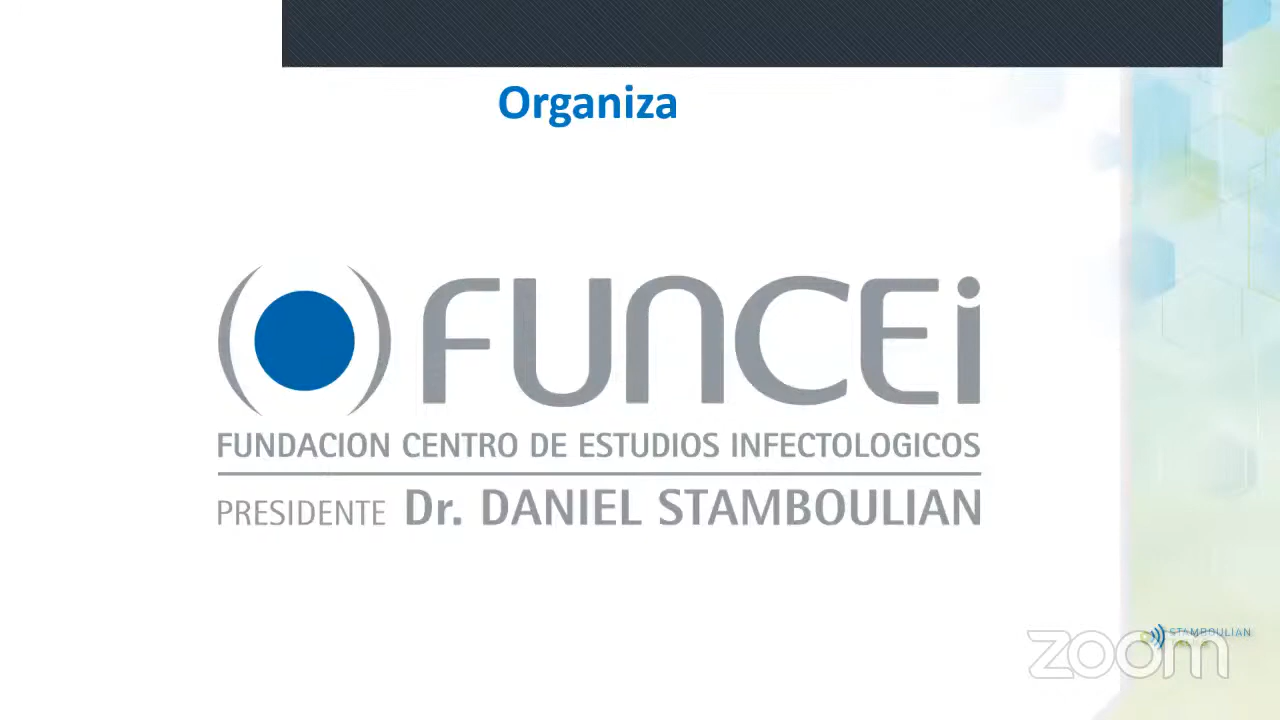 Organiza
FUNCEi
FUNDACION CENTRO DE ESTUDIOS INFECTOLOGICOS
PRESIDENTE Dr. DANIEL STAMBOULIAN
STAMBOULIAN
zoom